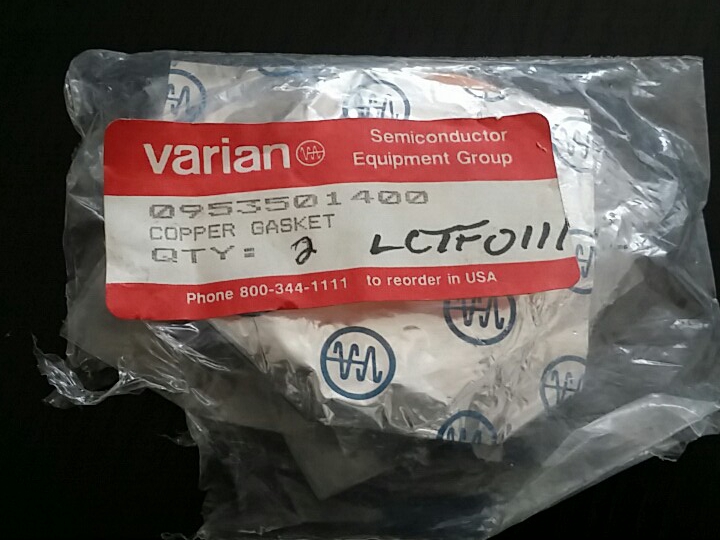 varian
Semiconductor
Equipment Group
0953501400
COPPER GASKET
QTY: 2
LCTF0111
Phone 800-344-1111 to reorder in USA